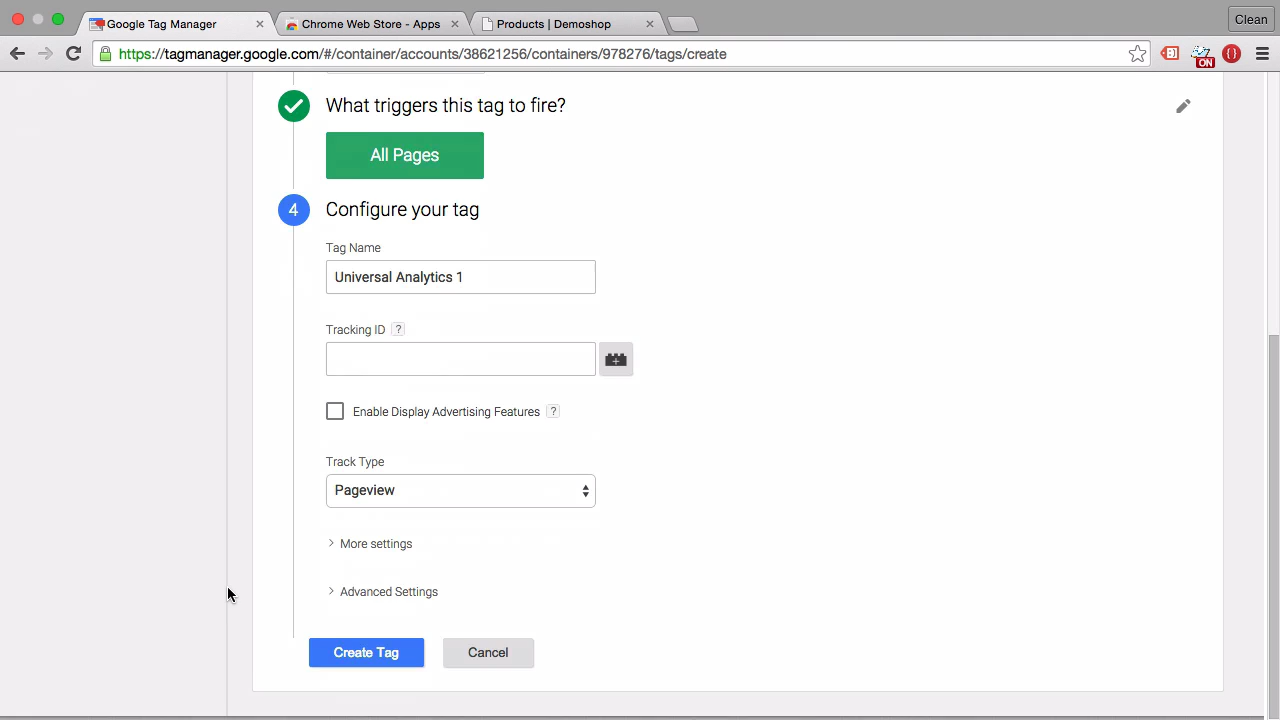 Google Tag Manager
Chrome Web Store - Apps
Products | Demoshop
Clean
https://tagmanager.google.com/#/container/accounts/38621256/containers/978276/tags/create
ON
What triggers this tag to fire?
All Pages
4 Configure your tag
Tag Name
Universal Analytics 1
Tracking ID ?
Enable Display Advertising Features ?
Track Type
Pageview
More settings
Advanced Settings
Create Tag
Cancel